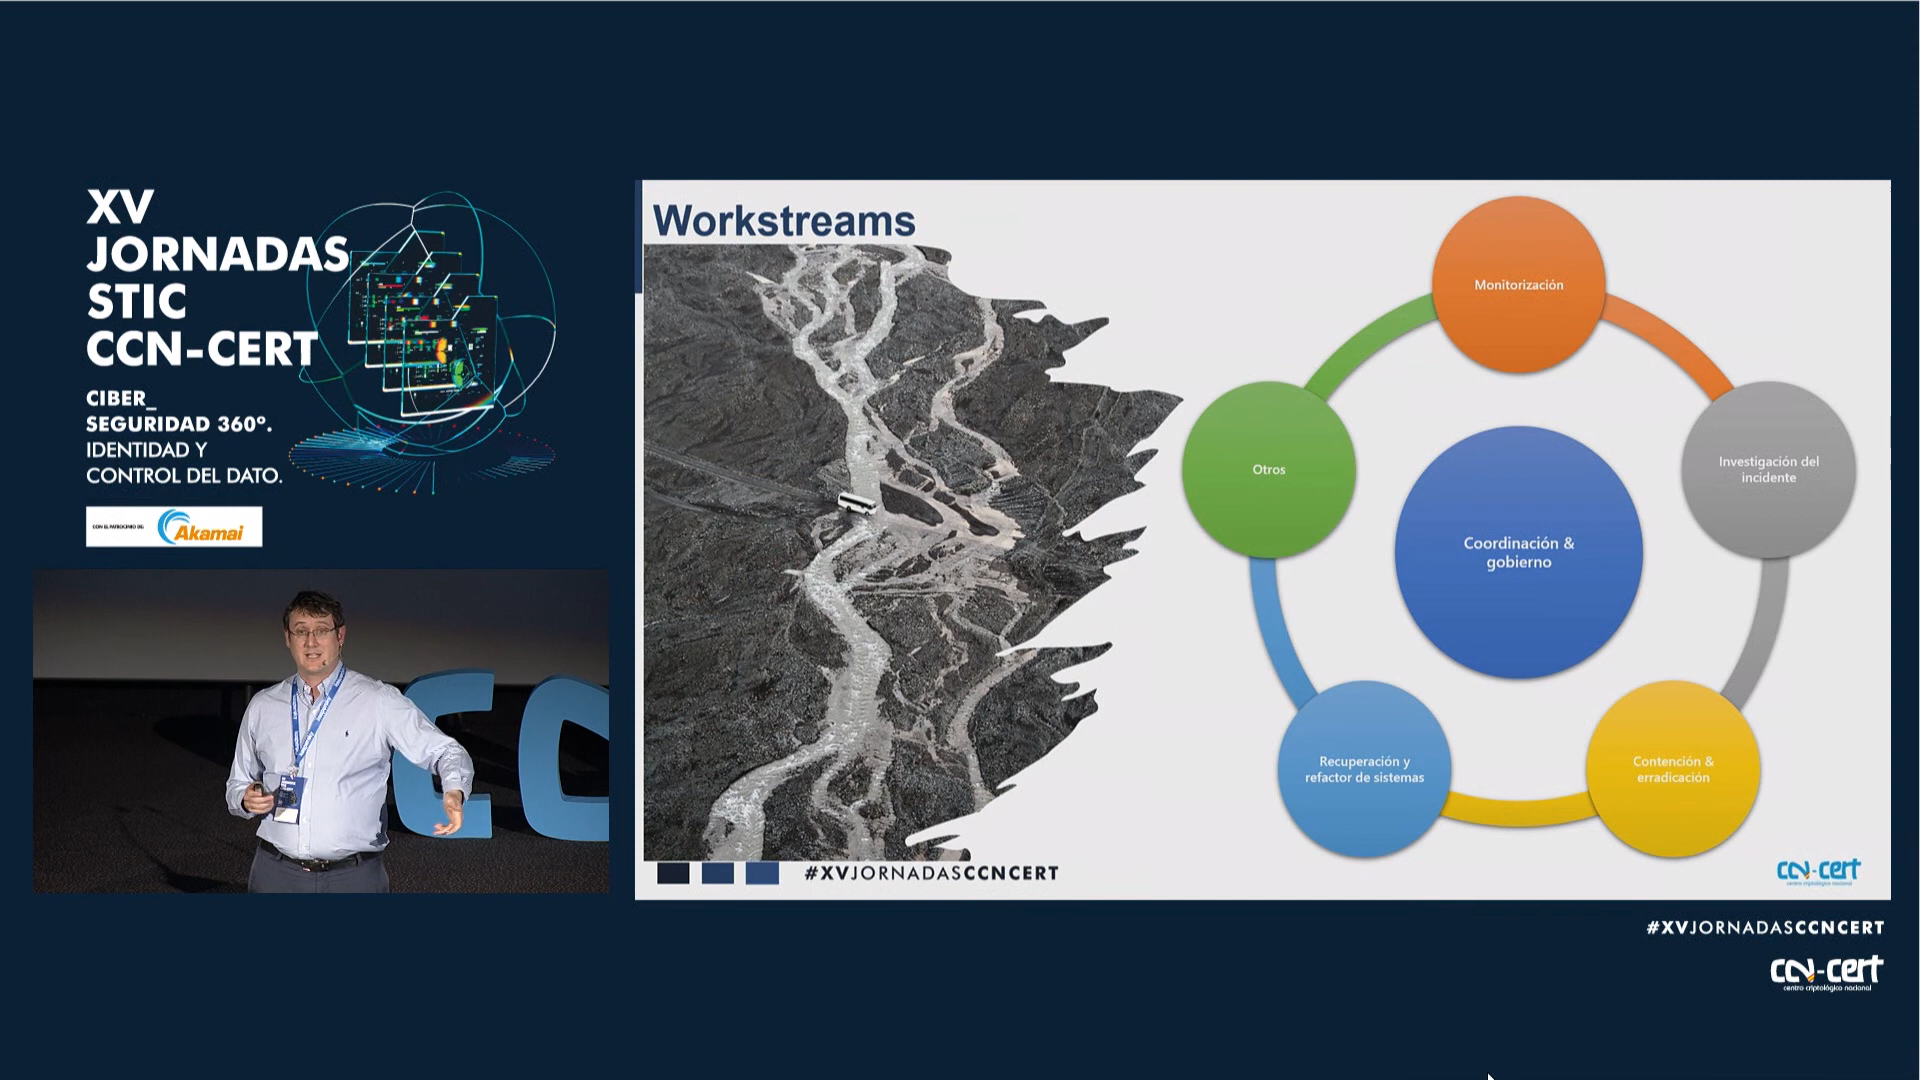 XV
JORNADAS
STIC
CCN-CERT
CIBER_
SEGURIDAD 360º.
IDENTIDAD Y
CONTROL DEL DATO.
CON EL PATROCINIO DE:
Akamai
Workstreams
Monitorización
Investigación del
incidente
Otros
Coordinación &
gobierno
Recuperación y
refactor de sistemas
Contención &
erradicación
#XVJORNADASCCNCERT
ccn-cert
centro criptológico nacional
#XVJORNADASCCNCERT
ccn-cert
centro criptológico nacional